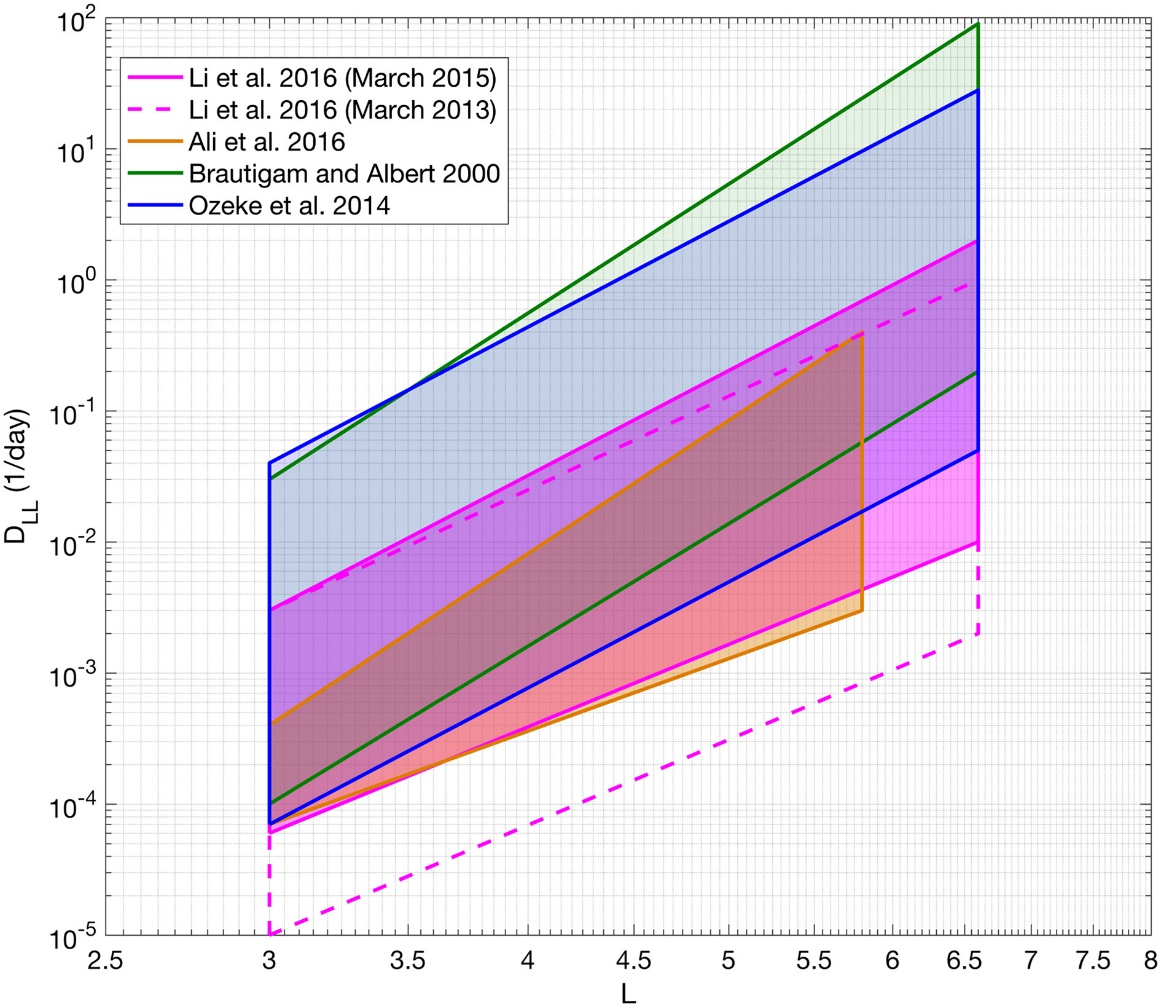 10^2
Li et al. 2016 (March 2015)
Li et al. 2016 (March 2013)
Ali et al. 2016
Brautigam and Albert 2000
Ozeke et al. 2014
10^1
10^0
10^-1
10^-2
10^-3
10^-4
10^-5
D_LL (1/day)
2.5 3 3.5 4 4.5 5 5.5 6 6.5 7 7.5 8
L